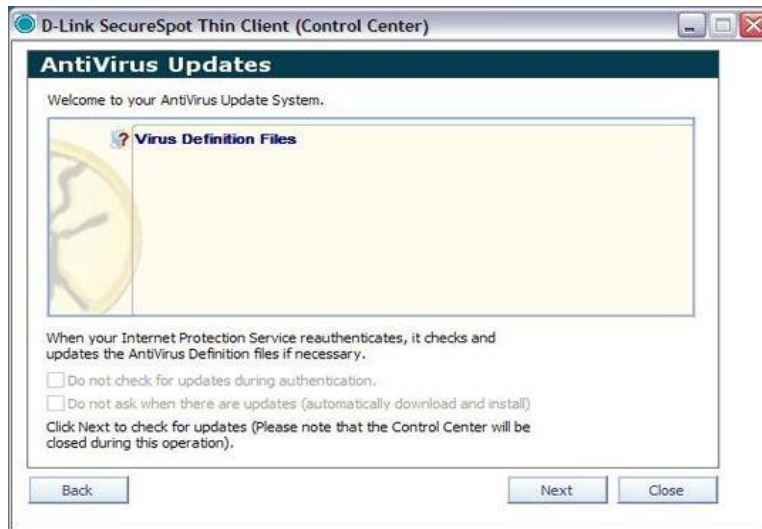 D-Link SecureSpot Thin Client (Control Center)
AntiVirus Updates
Welcome to your AntiVirus Update System.
? Virus Definition Files
When your Internet Protection Service reauthenticates, it checks and
updates the AntiVirus Definition files if necessary.
Do not check for updates during authentication.
Do not ask when there are updates (automatically download and install)
Click Next to check for updates (Please note that the Control Center will be
closed during this operation).
Back Next Close